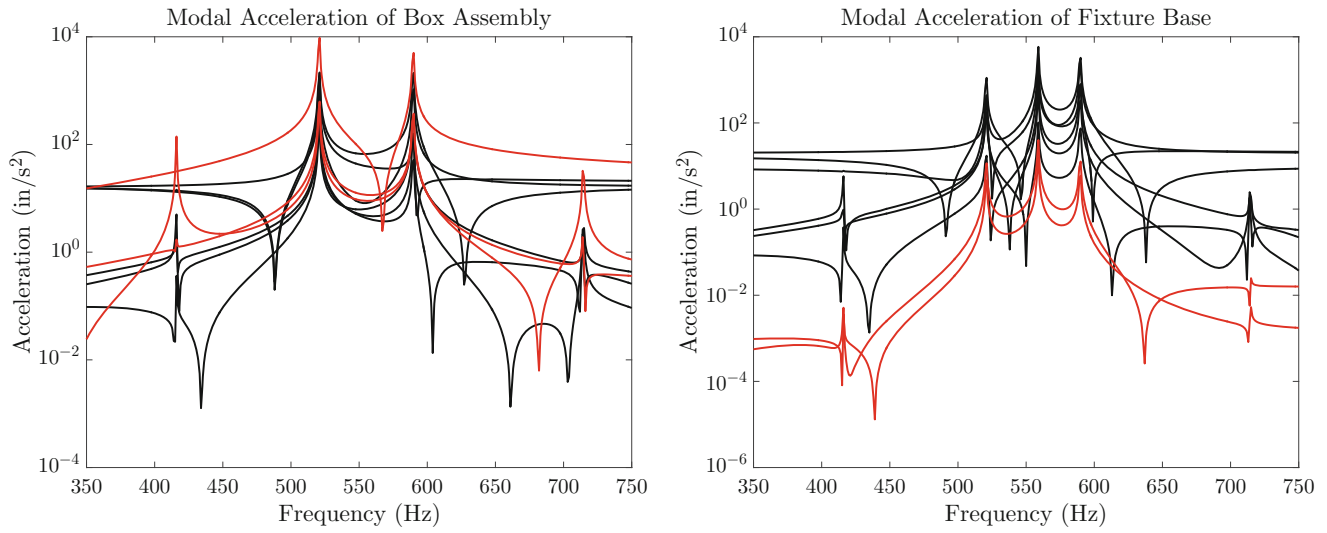 Modal Acceleration of Box Assembly
10^4
10^2
10^0
10^−2
10^−4
Acceleration (in/s^2)
350 400 450 500 550 600 650 700 750
Frequency (Hz)
Modal Acceleration of Fixture Base
10^4
10^2
10^0
10^−2
10^−4
10^−6
Acceleration (in/s^2)
350 400 450 500 550 600 650 700 750
Frequency (Hz)